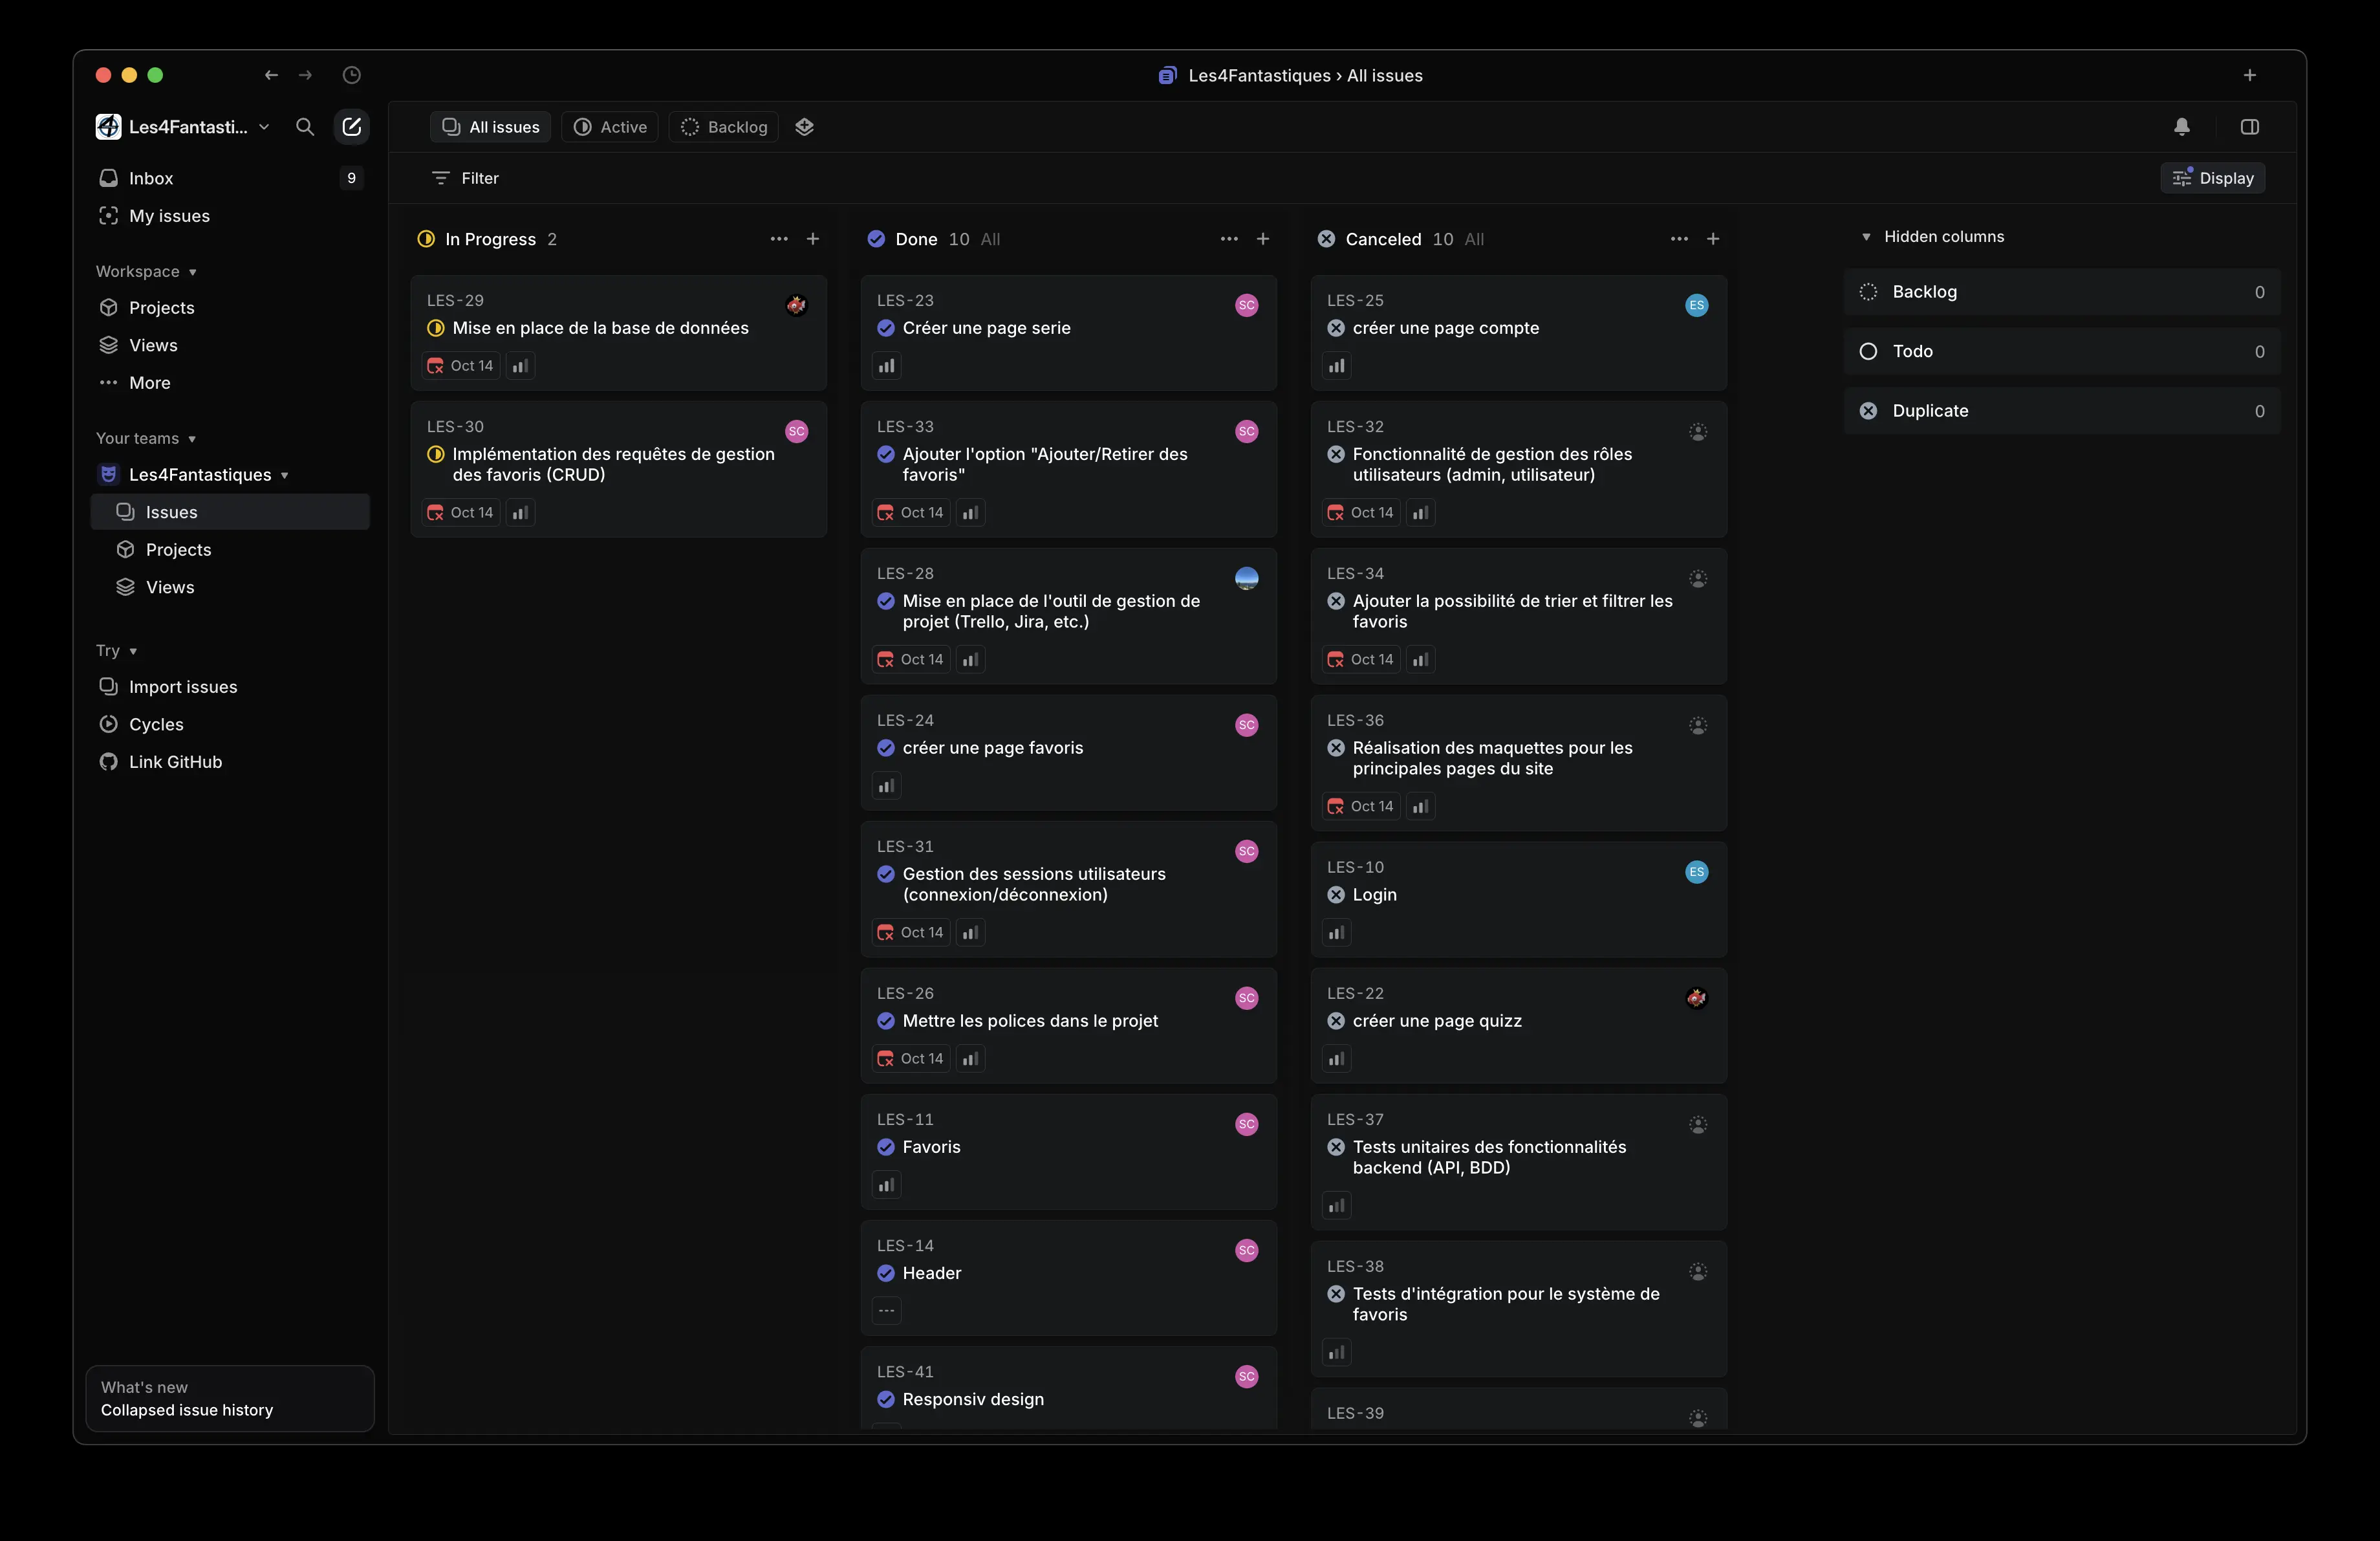 Les4Fantastiques › All issues
Les4Fantasti...
Inbox 9
My issues
Workspace
Projects
Views
More
Your teams
Les4Fantastiques
Issues
Projects
Views
Try
Import issues
Cycles
Link GitHub
What's new
Collapsed issue history
All issues Active Backlog
Filter Display
In Progress 2
LES-29
Mise en place de la base de données
Oct 14
LES-30
SC
Implémentation des requêtes de gestion
des favoris (CRUD)
Oct 14
Done 10 All
LES-23
SC
Créer une page serie
LES-33
SC
Ajouter l'option "Ajouter/Retirer des
favoris"
Oct 14
LES-28
Mise en place de l'outil de gestion de
projet (Trello, Jira, etc.)
Oct 14
LES-24
SC
créer une page favoris
LES-31
SC
Gestion des sessions utilisateurs
(connexion/déconnexion)
Oct 14
LES-26
SC
Mettre les polices dans le projet
Oct 14
LES-11
SC
Favoris
LES-14
SC
Header
LES-41
SC
Responsiv design
Canceled 10 All
LES-25
ES
créer une page compte
LES-32
Fonctionnalité de gestion des rôles
utilisateurs (admin, utilisateur)
Oct 14
LES-34
Ajouter la possibilité de trier et filtrer les
favoris
Oct 14
LES-36
Réalisation des maquettes pour les
principales pages du site
Oct 14
LES-10
ES
Login
LES-22
créer une page quizz
LES-37
Tests unitaires des fonctionnalités
backend (API, BDD)
LES-38
Tests d'intégration pour le système de
favoris
LES-39
Hidden columns
Backlog 0
Todo 0
Duplicate 0